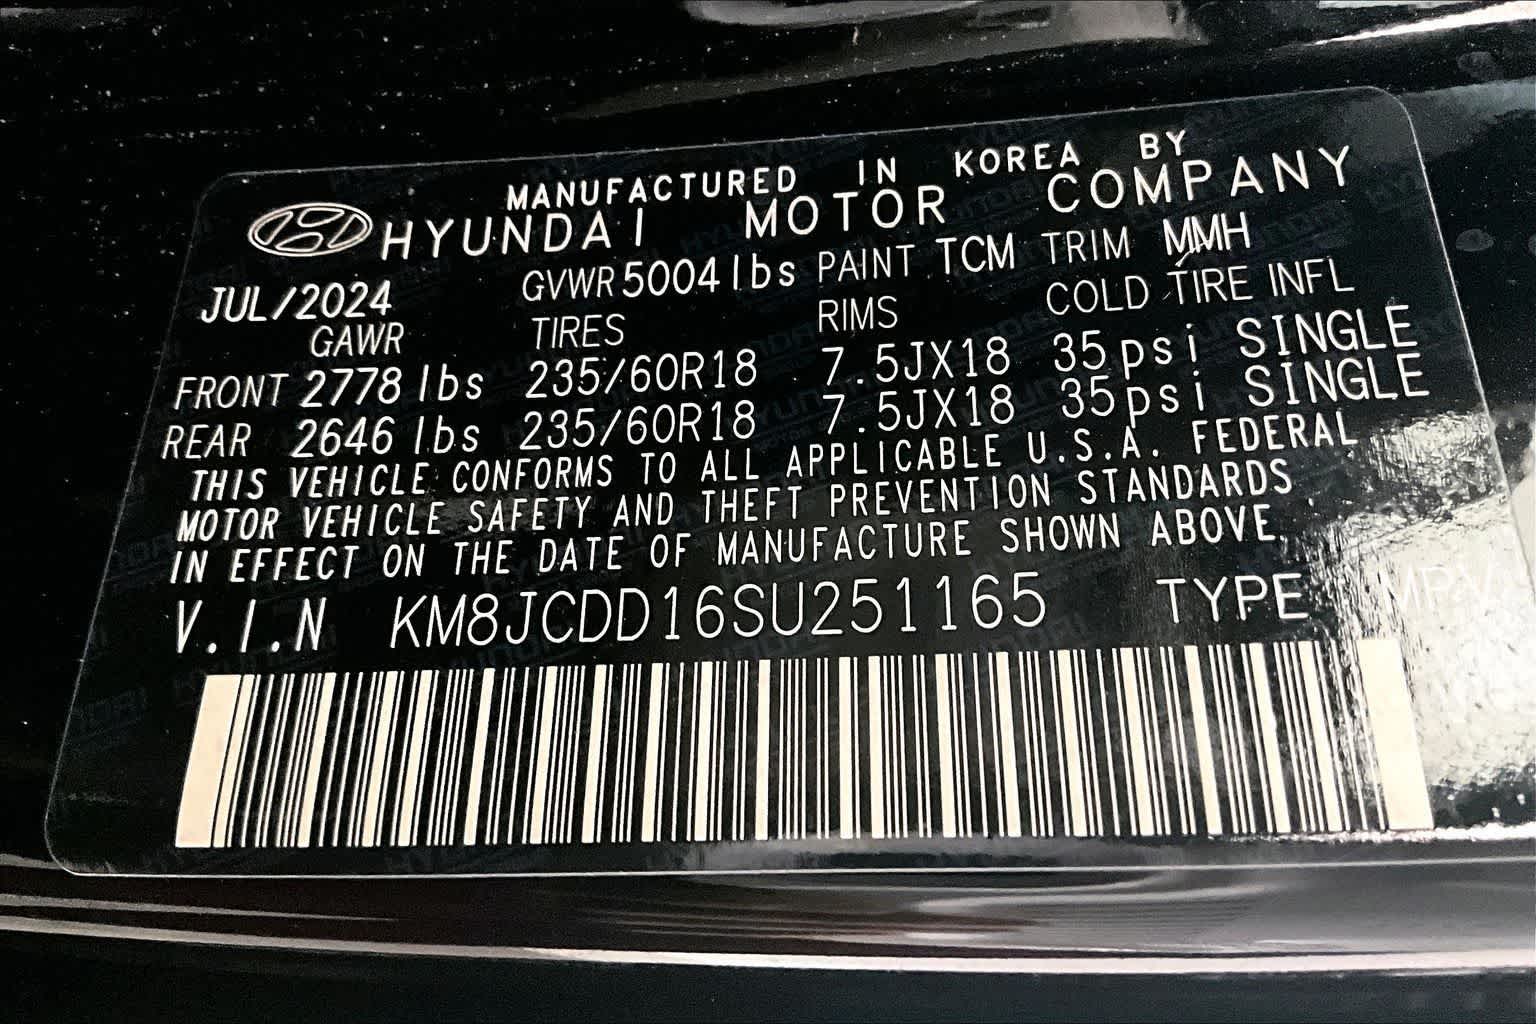 MANUFACTURED IN KOREA BY
HYUNDAI MOTOR COMPANY
JUL/2024 GVWR 5004 lbs PAINT TCM TRIM MMH
GAWR TIRES RIMS COLD TIRE INFL
FRONT 2778 lbs 235/60R18 7.5JX18 35psi SINGLE
REAR 2646 lbs 235/60R18 7.5JX18 35psi SINGLE
THIS VEHICLE CONFORMS TO ALL APPLICABLE U.S.A. FEDERAL
MOTOR VEHICLE SAFETY AND THEFT PREVENTION STANDARDS
IN EFFECT ON THE DATE OF MANUFACTURE SHOWN ABOVE.
V.I.N KM8JCDD16SU251165 TYPE MPV